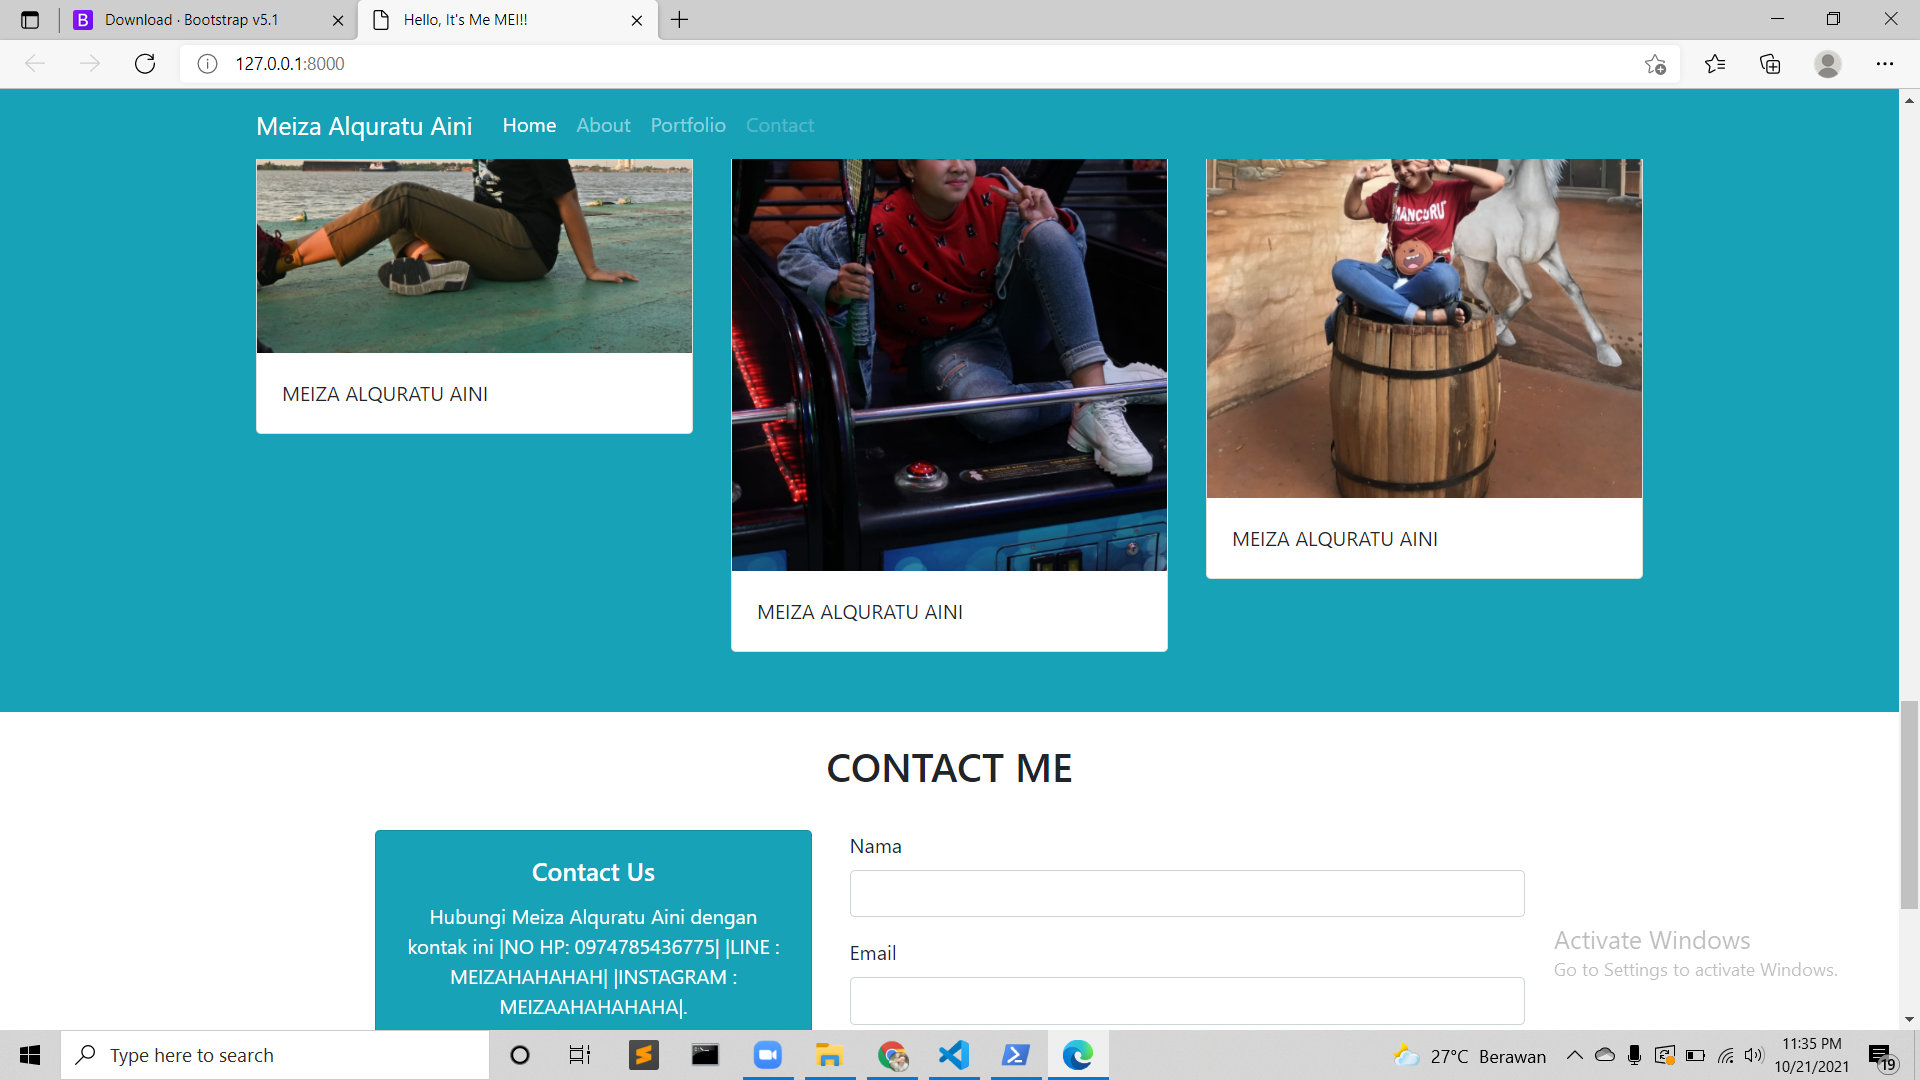 Download · Bootstrap v5.1
Hello, It's Me MEI!!
127.0.0.1:8000
Meiza Alquratu Aini Home About Portfolio Contact
MANCURU
MEIZA ALQURATU AINI
MEIZA ALQURATU AINI
MEIZA ALQURATU AINI
CONTACT ME
Contact Us
Hubungi Meiza Alquratu Aini dengan
kontak ini |NO HP: 0974785436775| |LINE :
MEIZAHAHAHAH| |INSTAGRAM :
MEIZAAHAHAHAHA|.
Nama
Email
Activate Windows
Go to Settings to activate Windows.
Type here to search
27°C Berawan
11:35 PM
10/21/2021
19